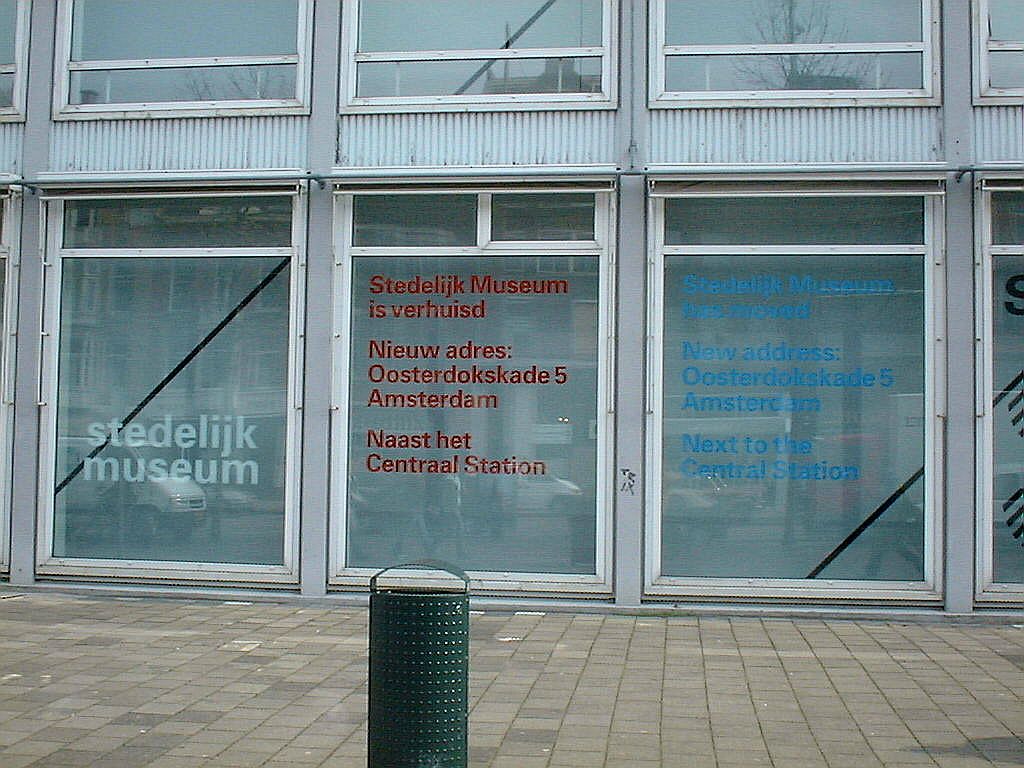 stedelijk
museum
Stedelijk Museum
is verhuisd
Nieuw adres:
Oosterdokskade 5
Amsterdam
Naast het
Centraal Station
Stedelijk Museum
has moved
New address:
Oosterdokskade 5
Amsterdam
Next to the
Central Station